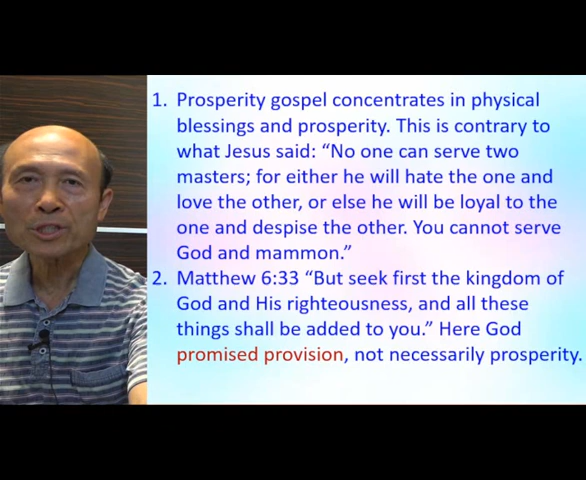 1. Prosperity gospel concentrates in physical
blessings and prosperity. This is contrary to
what Jesus said: “No one can serve two
masters; for either he will hate the one and
love the other, or else he will be loyal to the
one and despise the other. You cannot serve
God and mammon.”
2. Matthew 6:33 “But seek first the kingdom of
God and His righteousness, and all these
things shall be added to you.” Here God
promised provision, not necessarily prosperity.